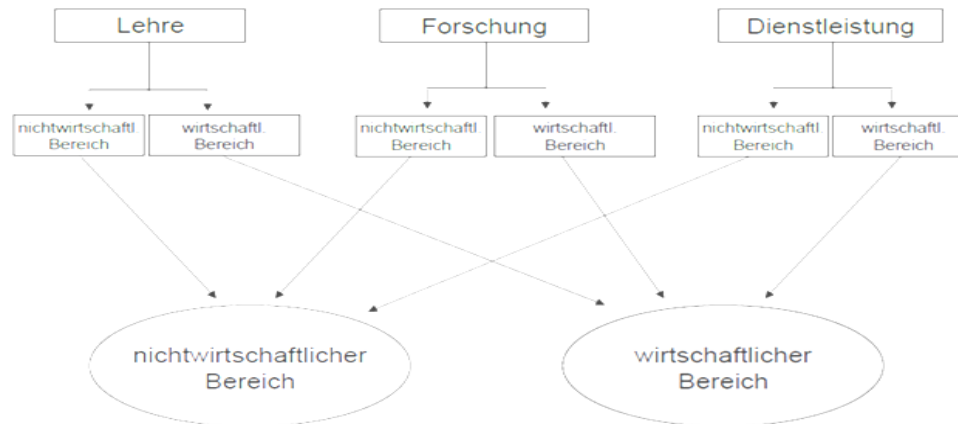 Lehre
Forschung
Dienstleistung
nichtwirtschaftl.
Bereich
wirtschaftl.
Bereich
nichtwirtschaftl.
Bereich
wirtschaftl.
Bereich
nichtwirtschaftl.
Bereich
wirtschaftl.
Bereich
nichtwirtschaftlicher
Bereich
wirtschaftlicher
Bereich